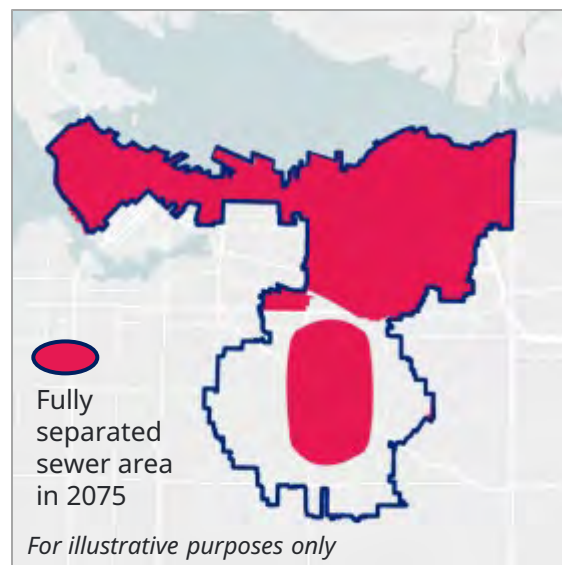 Fully
separated
sewer area
in 2075
For illustrative purposes only